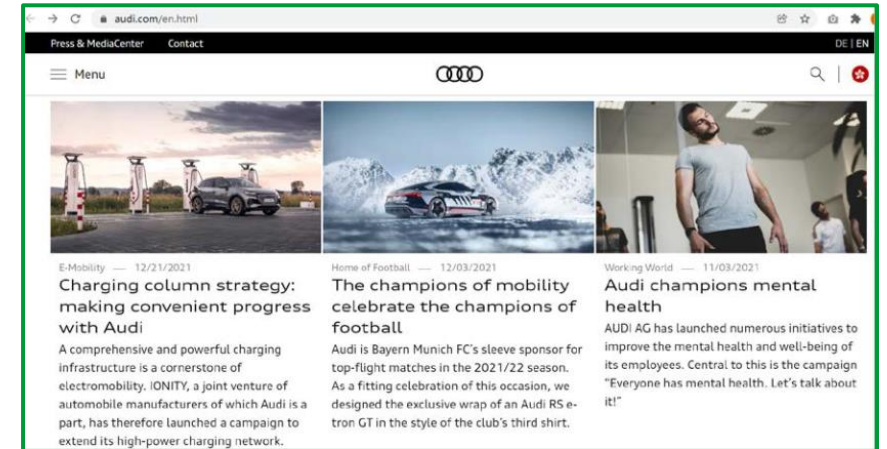 audi.com/en.html
Press & MediaCenter Contact DE | EN
Menu
E-Mobility — 12/21/2021
Charging column strategy:
making convenient progress
with Audi
A comprehensive and powerful charging
infrastructure is a cornerstone of
electromobility. IONITY, a joint venture of
automobile manufacturers of which Audi is a
part, has therefore launched a campaign to
extend its high-power charging network.
Home of Football — 12/03/2021
The champions of mobility
celebrate the champions of
football
Audi is Bayern Munich FC's sleeve sponsor for
top-flight matches in the 2021/22 season.
As a fitting celebration of this occasion, we
designed the exclusive wrap of an Audi RS e-
tron GT in the style of the club's third shirt.
Working World — 11/03/2021
Audi champions mental
health
AUDI AG has launched numerous initiatives to
improve the mental health and well-being of
its employees. Central to this is the campaign
"Everyone has mental health. Let's talk about
it!"